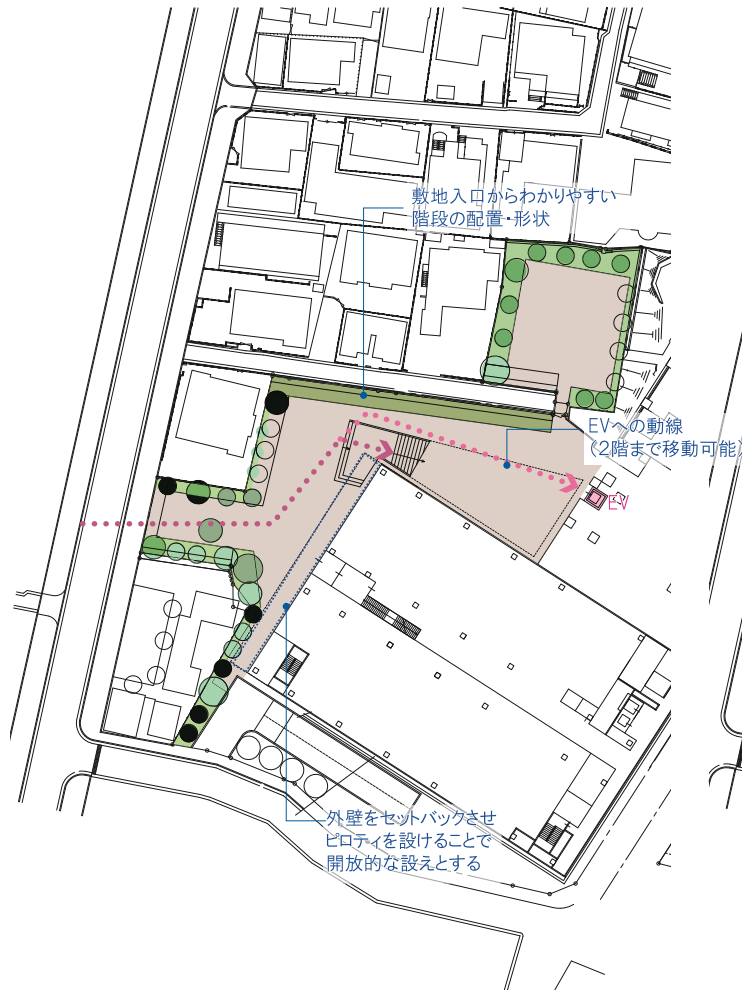 敷地入口からわかりやすい
階段の配置・形状
EVへの動線
(2階まで移動可能)
EV
外壁をセットバックさせ
ピロティを設けることで
開放的な設えとする